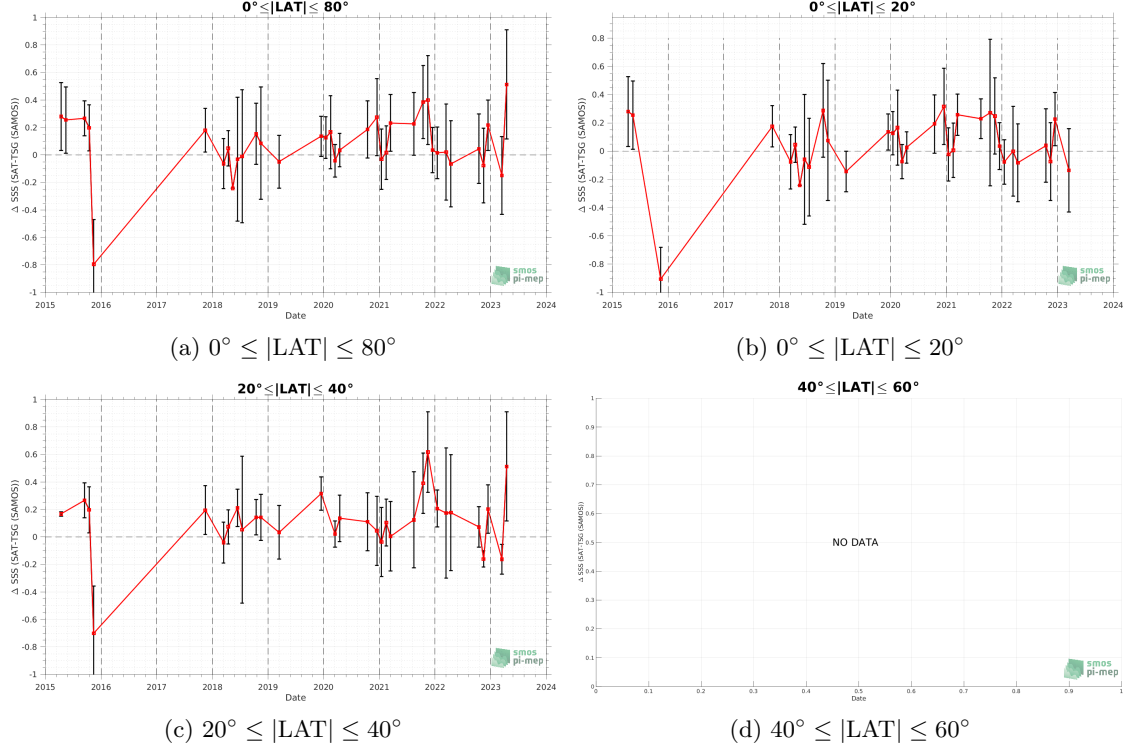 0°≤|LAT|≤ 80°
Δ SSS (SAT-TSG (SAMOS))
1
0.8
0.6
0.4
0.2
0
-0.2
-0.4
-0.6
-0.8
-1
2015 2016 2017 2018 2019 2020 2021 2022 2023 2024
Date
smos
pi-mep
(a) 0° ≤ |LAT| ≤ 80°
0°≤|LAT|≤ 20°
Δ SSS (SAT-TSG (SAMOS))
0.8
0.6
0.4
0.2
0
-0.2
-0.4
-0.6
-0.8
-1
2015 2016 2017 2018 2019 2020 2021 2022 2023 2024
Date
smos
pi-mep
(b) 0° ≤ |LAT| ≤ 20°
20°≤|LAT|≤ 40°
Δ SSS (SAT-TSG (SAMOS))
1
0.8
0.6
0.4
0.2
0
-0.2
-0.4
-0.6
-0.8
-1
2015 2016 2017 2018 2019 2020 2021 2022 2023 2024
Date
smos
pi-mep
(c) 20° ≤ |LAT| ≤ 40°
40°≤|LAT|≤ 60°
Δ SSS (SAT-TSG (SAMOS))
1
0.9
0.8
0.7
0.6
0.5
0.4
0.3
0.2
0.1
0
NO DATA
0 0.1 0.2 0.3 0.4 0.5 0.6 0.7 0.8 0.9 1
Date
smos
pi-mep
(d) 40° ≤ |LAT| ≤ 60°